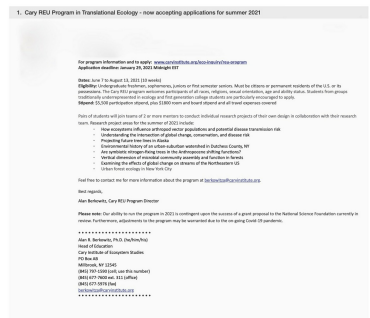 1. Cary REU Program in Translational Ecology - now accepting applications for summer 2021
For program information and to apply: www.caryinstitute.org/eco-inquiry/reu-program
Application deadline: January 29, 2021 Midnight EST
Dates: June 7 to August 13, 2021 (10 weeks)
Eligibility: Undergraduate freshman, sophomores, juniors or first semester seniors. Must be citizens or permanent residents of the U.S. or its
possessions. The Cary REU program welcomes participants of all races, religions, sexual orientation, age and ability status. Students from groups
traditionally underrepresented in ecology and first generation college students are particularly encouraged to apply.
Stipend: $5,500 participation stipend, plus $1800 room and board stipend and all travel expenses covered
Pairs of students will join teams of 2 or more mentors to conduct individual research projects of their own design in collaboration with their research
team. Research project areas for the summer of 2021 include:
- How ecosystems influence arthropod vector populations and potential disease transmission risk
- Understanding the intersection of global change, conservation, and disease risk
- Projecting future tree lines in Alaska
- Environmental history of an urban-suburban watershed in Dutchess County, NY
- Are symbiotic nitrogen-fixing trees in the Anthropocene shifting functions?
- Vertical dimension of microbial community assembly and function in forests
- Examining the effects of global change on streams of the Northeastern US
- Urban forest ecology in New York City
Feel free to contact me for more information about the program at berkowitza@caryinstitute.org.
Best regards,
Alan Berkowitz, Cary REU Program Director
Please note: Our ability to run the program in 2021 is contingent upon the success of a grant proposal to the National Science Foundation currently in
review. Furthermore, adjustments to the program may be warranted due to the on-going Covid-19 pandemic.
* * * * * * * * * * * * * * * * * * * * * *
Alan R. Berkowitz, Ph.D. (he/him/his)
Head of Education
Cary Institute of Ecosystem Studies
PO Box AB
Millbrook, NY 12545
(845) 797-1590 (cell, use this number)
(845) 677-7600 ext. 311 (office)
(845) 677-5976 (fax)
berkowitza@caryinstitute.org
* * * * * * * * * * * * * * * * * * * * * *